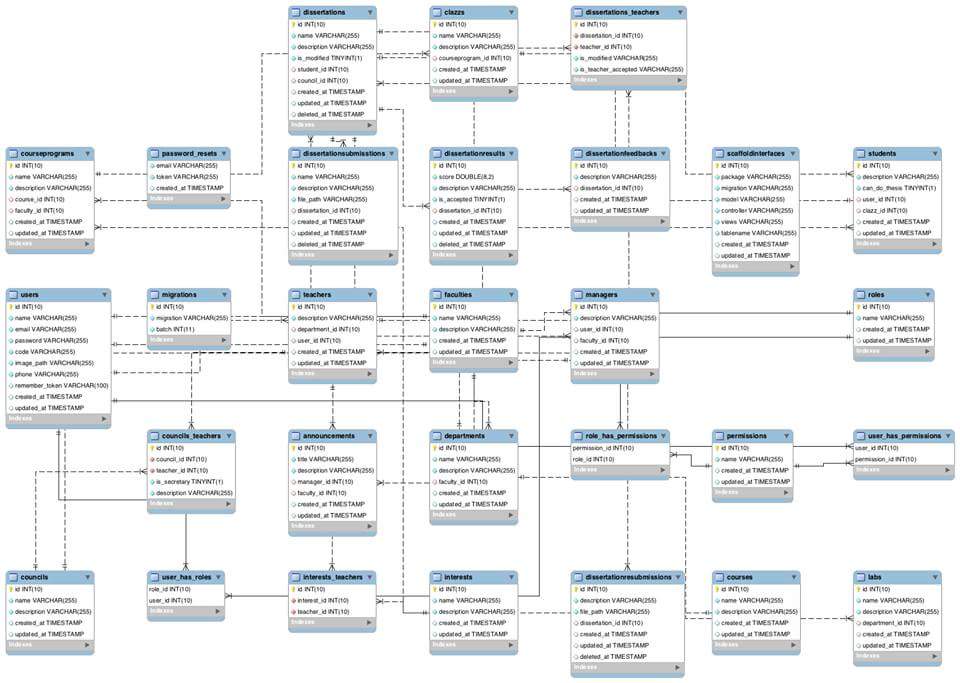 dissertations
id INT(10)
name VARCHAR(255)
description VARCHAR(255)
is_modified TINYINT(1)
student_id INT(10)
council_id INT(10)
created_at TIMESTAMP
updated_at TIMESTAMP
deleted_at TIMESTAMP
Indexes
clazzs
id INT(10)
name VARCHAR(255)
description VARCHAR(255)
courseprogram_id INT(10)
created_at TIMESTAMP
updated_at TIMESTAMP
Indexes
dissertations_teachers
id INT(10)
dissertation_id INT(10)
teacher_id INT(10)
is_modified VARCHAR(255)
is_teacher_accepted VARCHAR(255)
Indexes
courseprograms
id INT(10)
name VARCHAR(255)
description VARCHAR(255)
course_id INT(10)
faculty_id INT(10)
created_at TIMESTAMP
updated_at TIMESTAMP
Indexes
password_resets
email VARCHAR(255)
token VARCHAR(255)
created_at TIMESTAMP
Indexes
dissertationsubmissions
id INT(10)
name VARCHAR(255)
description VARCHAR(255)
file_path VARCHAR(255)
dissertation_id INT(10)
created_at TIMESTAMP
updated_at TIMESTAMP
deleted_at TIMESTAMP
Indexes
dissertationresults
id INT(10)
score DOUBLE(8,2)
description VARCHAR(255)
is_accepted TINYINT(1)
dissertation_id INT(10)
created_at TIMESTAMP
updated_at TIMESTAMP
deleted_at TIMESTAMP
Indexes
dissertationfeedbacks
id INT(10)
description VARCHAR(255)
dissertation_id INT(10)
created_at TIMESTAMP
updated_at TIMESTAMP
Indexes
scaffoldinterfaces
id INT(10)
package VARCHAR(255)
migration VARCHAR(255)
model VARCHAR(255)
controller VARCHAR(255)
views VARCHAR(255)
tablename VARCHAR(255)
created_at TIMESTAMP
updated_at TIMESTAMP
Indexes
students
id INT(10)
description VARCHAR(255)
can_do_thesis TINYINT(1)
user_id INT(10)
clazz_id INT(10)
created_at TIMESTAMP
updated_at TIMESTAMP
Indexes
users
id INT(10)
name VARCHAR(255)
email VARCHAR(255)
password VARCHAR(255)
code VARCHAR(255)
image_path VARCHAR(255)
phone VARCHAR(255)
remember_token VARCHAR(100)
created_at TIMESTAMP
updated_at TIMESTAMP
Indexes
migrations
id INT(10)
migration VARCHAR(255)
batch INT(11)
Indexes
teachers
id INT(10)
description VARCHAR(255)
department_id INT(10)
user_id INT(10)
created_at TIMESTAMP
updated_at TIMESTAMP
Indexes
faculties
id INT(10)
name VARCHAR(255)
description VARCHAR(255)
created_at TIMESTAMP
updated_at TIMESTAMP
Indexes
managers
id INT(10)
description VARCHAR(255)
user_id INT(10)
faculty_id INT(10)
created_at TIMESTAMP
updated_at TIMESTAMP
Indexes
roles
id INT(10)
name VARCHAR(255)
created_at TIMESTAMP
updated_at TIMESTAMP
Indexes
councils_teachers
id INT(10)
council_id INT(10)
teacher_id INT(10)
is_secretary TINYINT(1)
description VARCHAR(255)
Indexes
announcements
id INT(10)
title VARCHAR(255)
description VARCHAR(255)
manager_id INT(10)
faculty_id INT(10)
created_at TIMESTAMP
updated_at TIMESTAMP
Indexes
departments
id INT(10)
name VARCHAR(255)
description VARCHAR(255)
faculty_id INT(10)
created_at TIMESTAMP
updated_at TIMESTAMP
Indexes
role_has_permissions
permission_id INT(10)
role_id INT(10)
Indexes
permissions
id INT(10)
name VARCHAR(255)
created_at TIMESTAMP
updated_at TIMESTAMP
Indexes
user_has_permissions
user_id INT(10)
permission_id INT(10)
Indexes
councils
id INT(10)
name VARCHAR(255)
description VARCHAR(255)
created_at TIMESTAMP
updated_at TIMESTAMP
Indexes
user_has_roles
role_id INT(10)
user_id INT(10)
Indexes
interests_teachers
id INT(10)
interest_id INT(10)
teacher_id INT(10)
Indexes
interests
id INT(10)
name VARCHAR(255)
description VARCHAR(255)
created_at TIMESTAMP
updated_at TIMESTAMP
Indexes
dissertationresubmissions
id INT(10)
description VARCHAR(255)
file_path VARCHAR(255)
dissertation_id INT(10)
created_at TIMESTAMP
updated_at TIMESTAMP
deleted_at TIMESTAMP
Indexes
courses
id INT(10)
name VARCHAR(255)
description VARCHAR(255)
created_at TIMESTAMP
updated_at TIMESTAMP
Indexes
labs
id INT(10)
name VARCHAR(255)
description VARCHAR(255)
department_id INT(10)
created_at TIMESTAMP
updated_at TIMESTAMP
Indexes